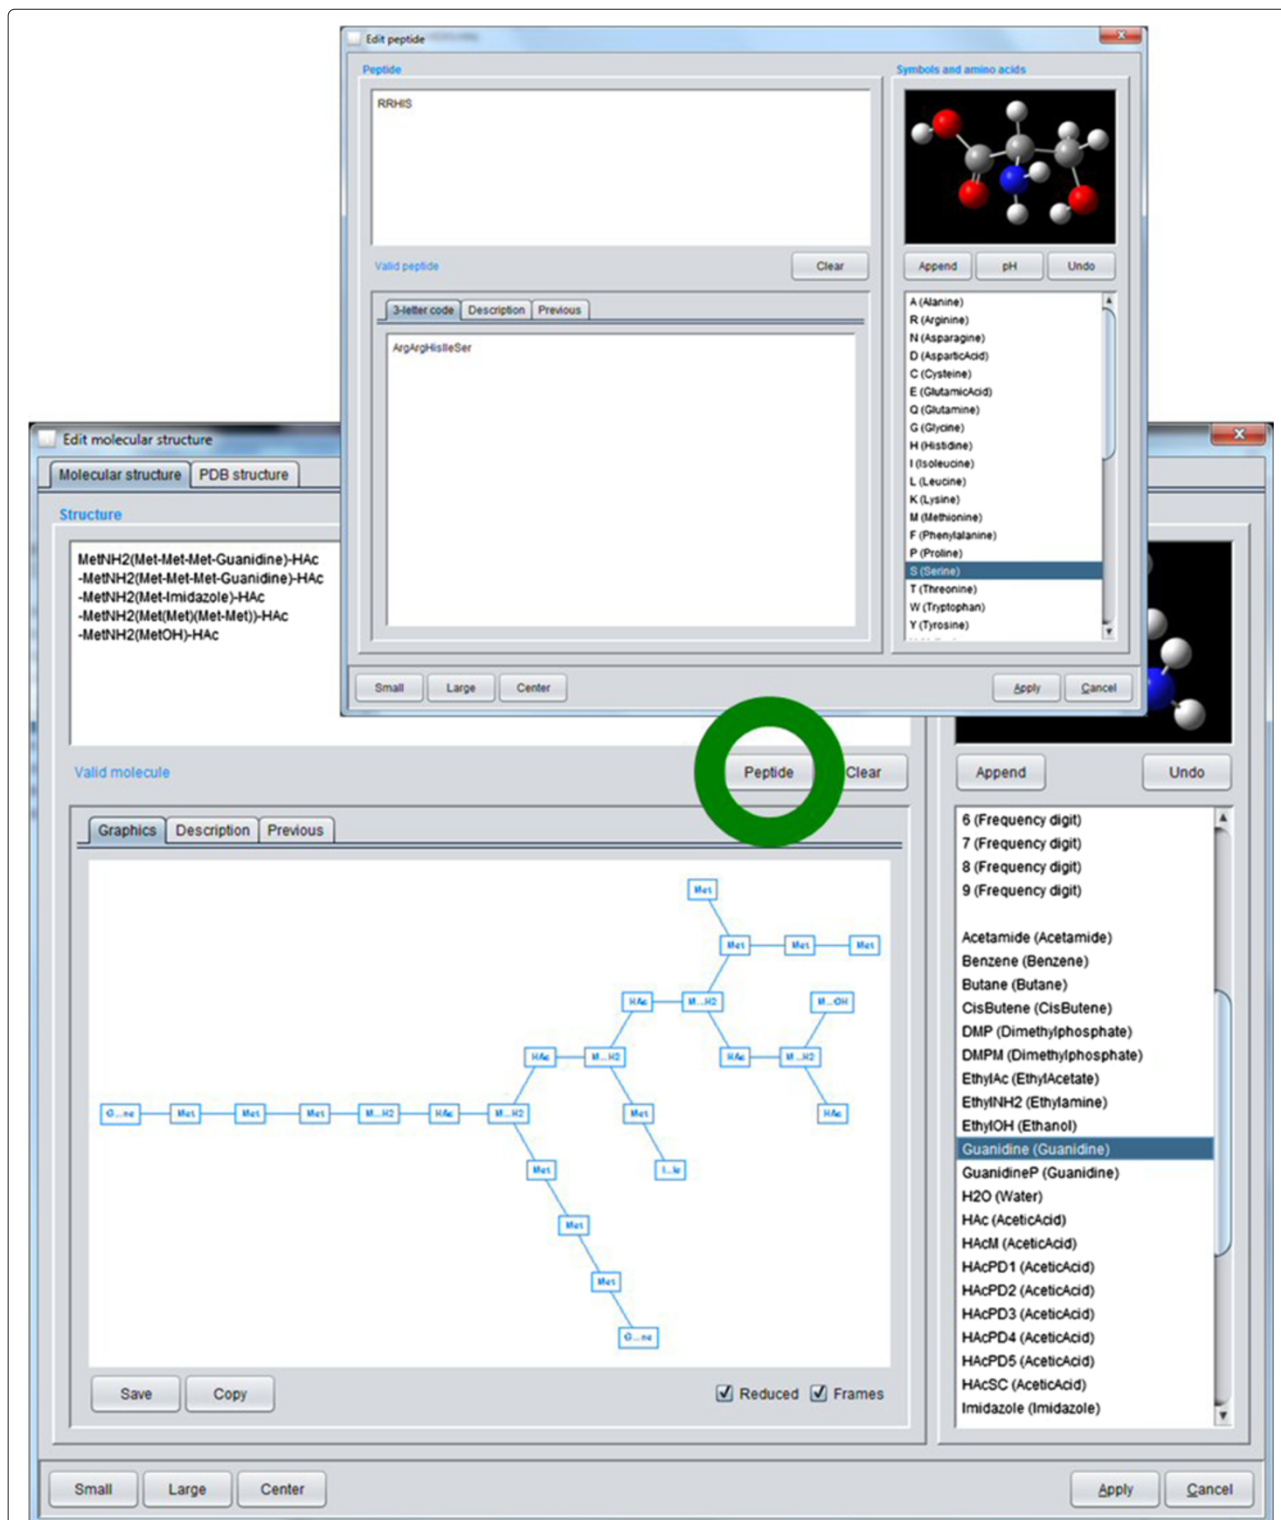 Edit peptide
X
Peptide
Symbols and amino acids
RRHIS
Valid peptide
Clear
Append
pH
Undo
3-letter code
Description
Previous
ArgArgHisIleSer
A (Alanine)
R (Arginine)
N (Asparagine)
D (AsparticAcid)
C (Cysteine)
E (GlutamicAcid)
Q (Glutamine)
G (Glycine)
H (Histidine)
I (Isoleucine)
L (Leucine)
K (Lysine)
M (Methionine)
F (Phenylalanine)
P (Proline)
S (Serine)
T (Threonine)
W (Tryptophan)
Y (Tyrosine)
Small
Large
Center
Apply
Cancel
Edit molecular structure
X
Molecular structure
PDB structure
Structure
MetNH2(Met-Met-Met-Guanidine)-HAc
-MetNH2(Met-Met-Met-Guanidine)-HAc
-MetNH2(Met-Imidazole)-HAc
-MetNH2(Met(Met)(Met-Met))-HAc
-MetNH2(MetOH)-HAc
Valid molecule
Peptide
Clear
Append
Undo
Graphics
Description
Previous
Met
Met Met Met
HAc M...H2 M...OH
HAc M...H2 HAc M...H2
G...ne Met Met Met M...H2 HAc M...H2 Met HAc
Met I...le
Met
Met
G...ne
Save
Copy
Reduced
Frames
6 (Frequency digit)
7 (Frequency digit)
8 (Frequency digit)
9 (Frequency digit)
Acetamide (Acetamide)
Benzene (Benzene)
Butane (Butane)
CisButene (CisButene)
DMP (Dimethylphosphate)
DMPM (Dimethylphosphate)
EthylAc (EthylAcetate)
EthylNH2 (Ethylamine)
EthylOH (Ethanol)
Guanidine (Guanidine)
GuanidineP (Guanidine)
H2O (Water)
HAc (AceticAcid)
HAcM (AceticAcid)
HAcPD1 (AceticAcid)
HAcPD2 (AceticAcid)
HAcPD3 (AceticAcid)
HAcPD4 (AceticAcid)
HAcPD5 (AceticAcid)
HAcSC (AceticAcid)
Imidazole (Imidazole)
Small
Large
Center
Apply
Cancel